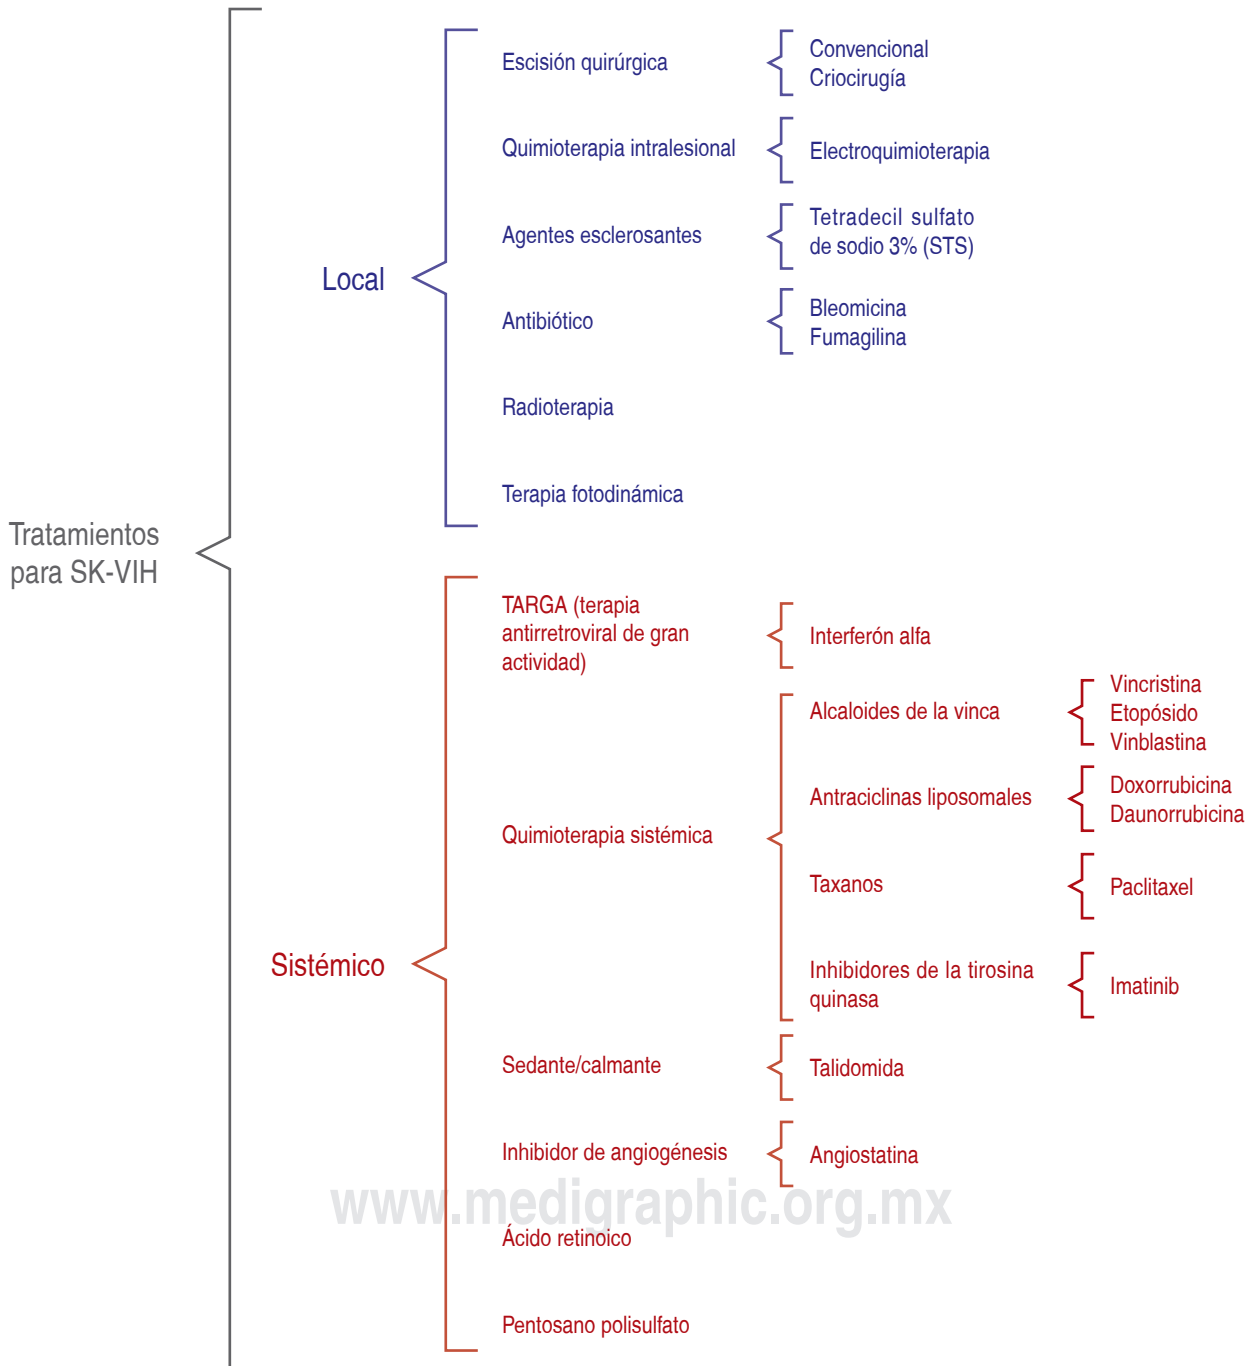 Tratamientos
para SK-VIH
Local
Escisión quirúrgica
Convencional
Criocirugía
Quimioterapia intralesional
Electroquimioterapia
Agentes esclerosantes
Tetradecil sulfato
de sodio 3% (STS)
Antibiótico
Bleomicina
Fumagilina
Radioterapia
Terapia fotodinámica
Sistémico
TARGA (terapia
antirretroviral de gran
actividad)
Interferón alfa
Quimioterapia sistémica
Alcaloides de la vinca
Vincristina
Etopósido
Vinblastina
Antraciclinas liposomales
Doxorrubicina
Daunorrubicina
Taxanos
Paclitaxel
Inhibidores de la tirosina
quinasa
Imatinib
Sedante/calmante
Talidomida
Inhibidor de angiogénesis
Angiostatina
www.medigraphic.org.mx
Ácido retinoico
Pentosano polisulfato